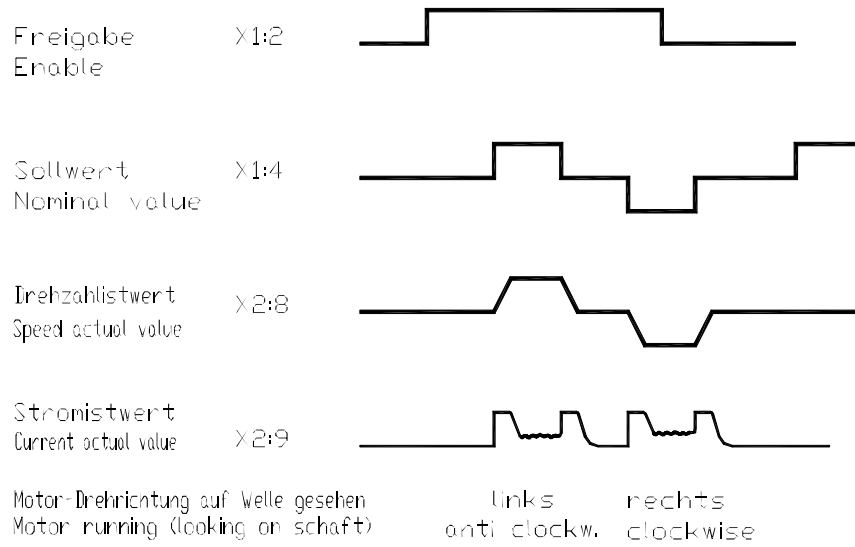 Freigabe X1:2
Enable
Sollwert X1:4
Nominal value
Drehzahlistwert X2:8
Speed actual value
Stromistwert X2:9
Current actual value
Motor-Drehrichtung auf Welle gesehen links rechts
Motor running (looking on schaft) anti clockw. clockwise